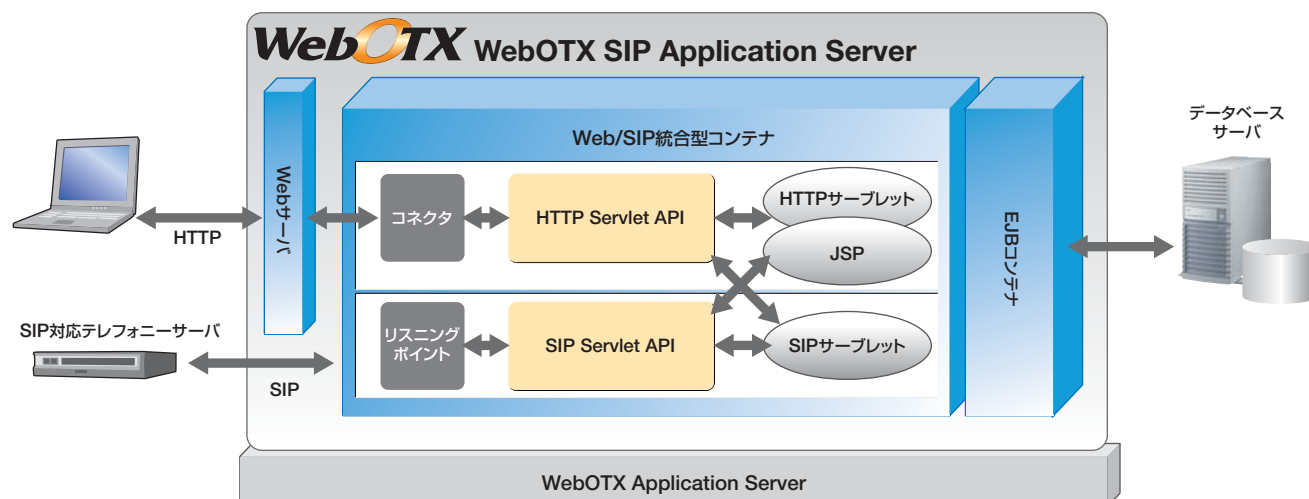 WebOTX WebOTX SIP Application Server
Web/SIP統合型コンテナ
データベース
サーバ
Webサーバ
コネクタ
HTTP Servlet API
HTTPサーブレット
JSP
HTTP
EJBコンテナ
SIP対応テレフォニーサーバ
リスニング
ポイント
SIP Servlet API
SIPサーブレット
SIP
WebOTX Application Server